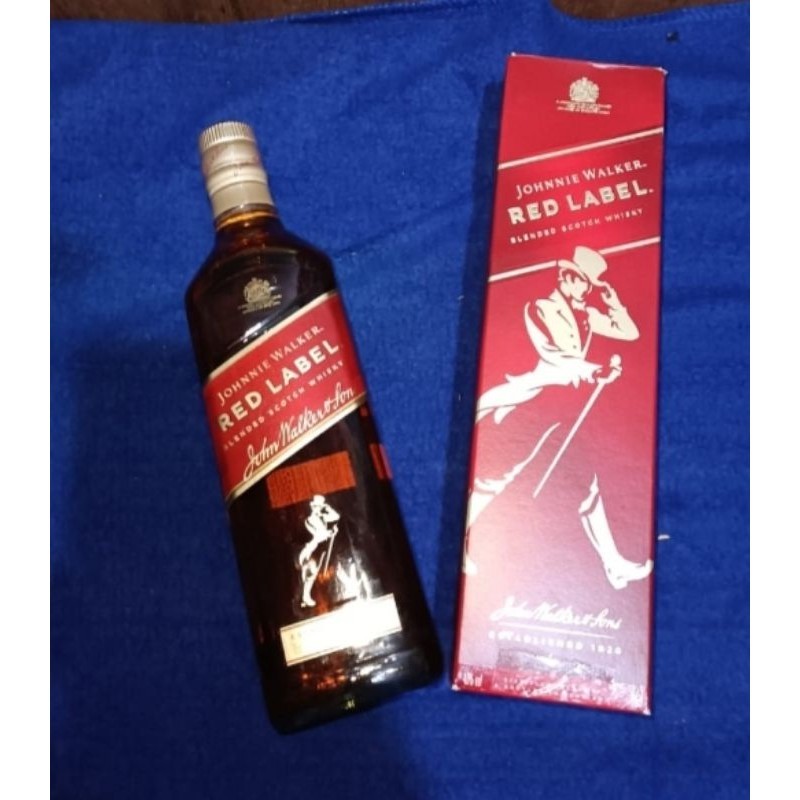 JOHNNIE WALKER.
RED LABEL
BLENDED SCOTCH WHISKY
John Walker & Son
JOHNNIE WALKER.
RED LABEL.
BLENDED SCOTCH WHISKY
John Walker & Sons
ESTABLISHED 1820